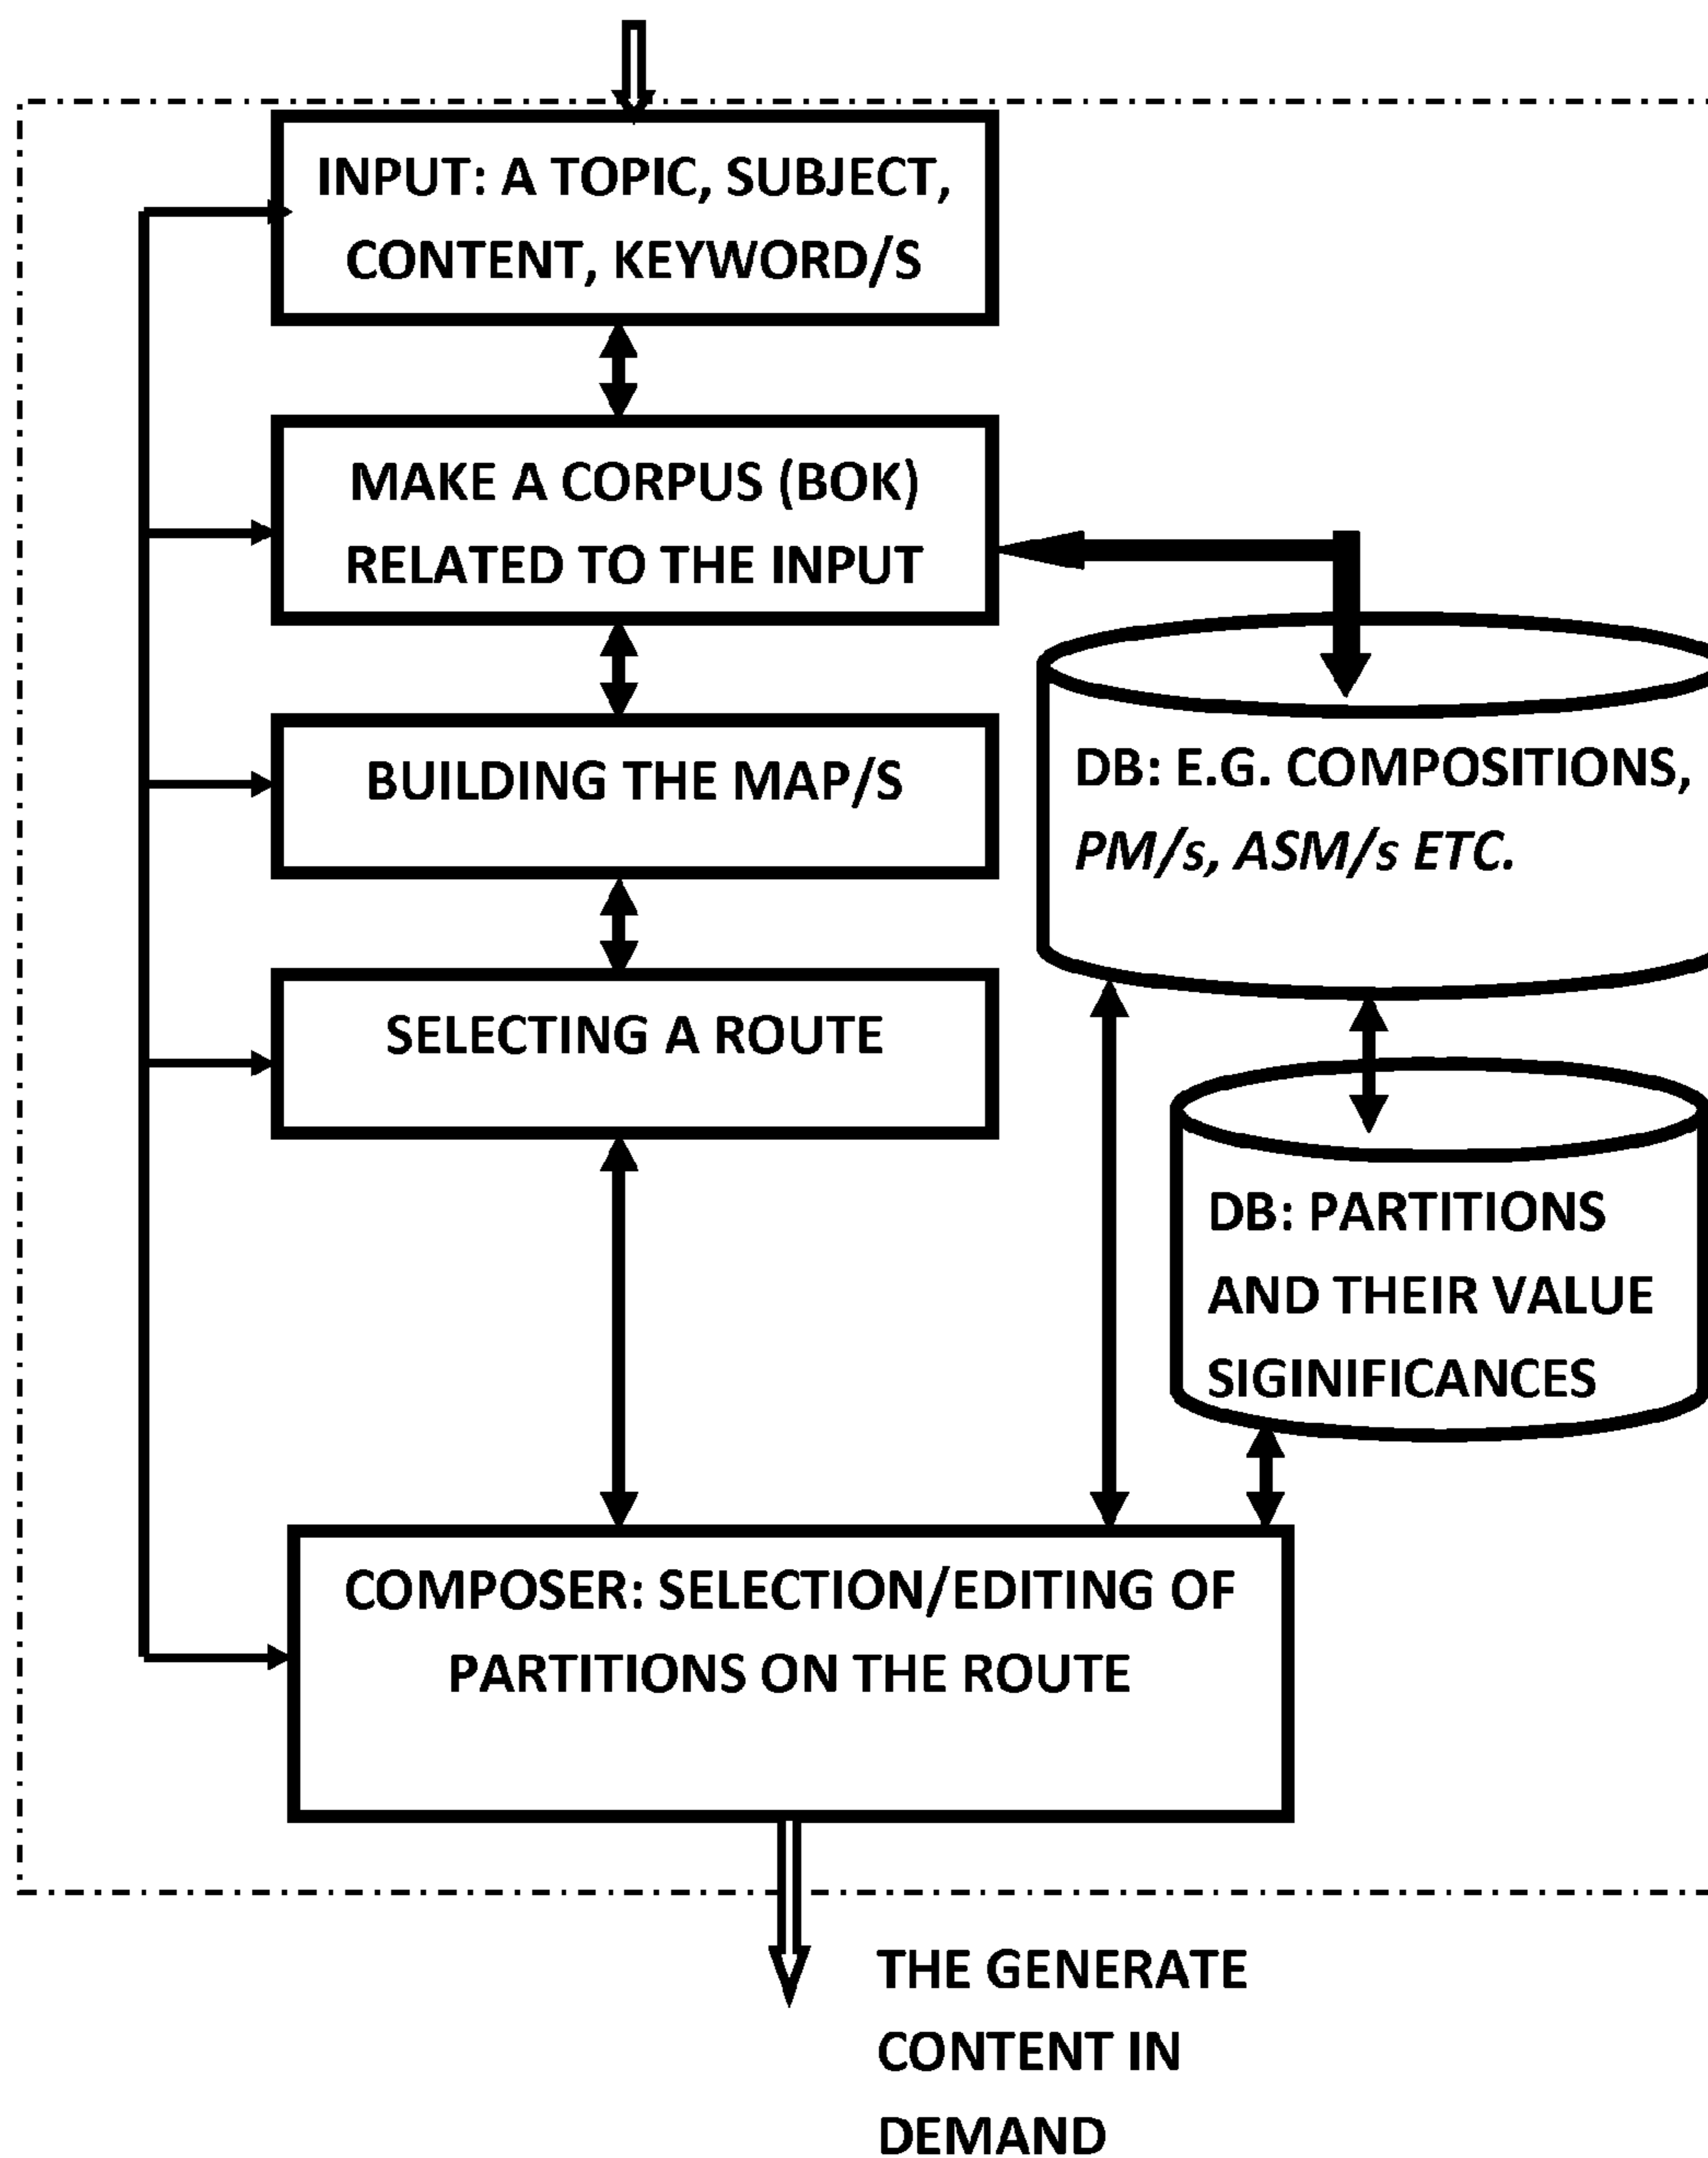 INPUT: A TOPIC, SUBJECT,
CONTENT, KEYWORD/S
MAKE A CORPUS (BOK)
RELATED TO THE INPUT
BUILDING THE MAP/S
DB: E.G. COMPOSITIONS,
PM/s, ASM/s ETC.
SELECTING A ROUTE
DB: PARTITIONS
AND THEIR VALUE
SIGINIFICANCES
COMPOSER: SELECTION/EDITING OF
PARTITIONS ON THE ROUTE
THE GENERATE
CONTENT IN
DEMAND